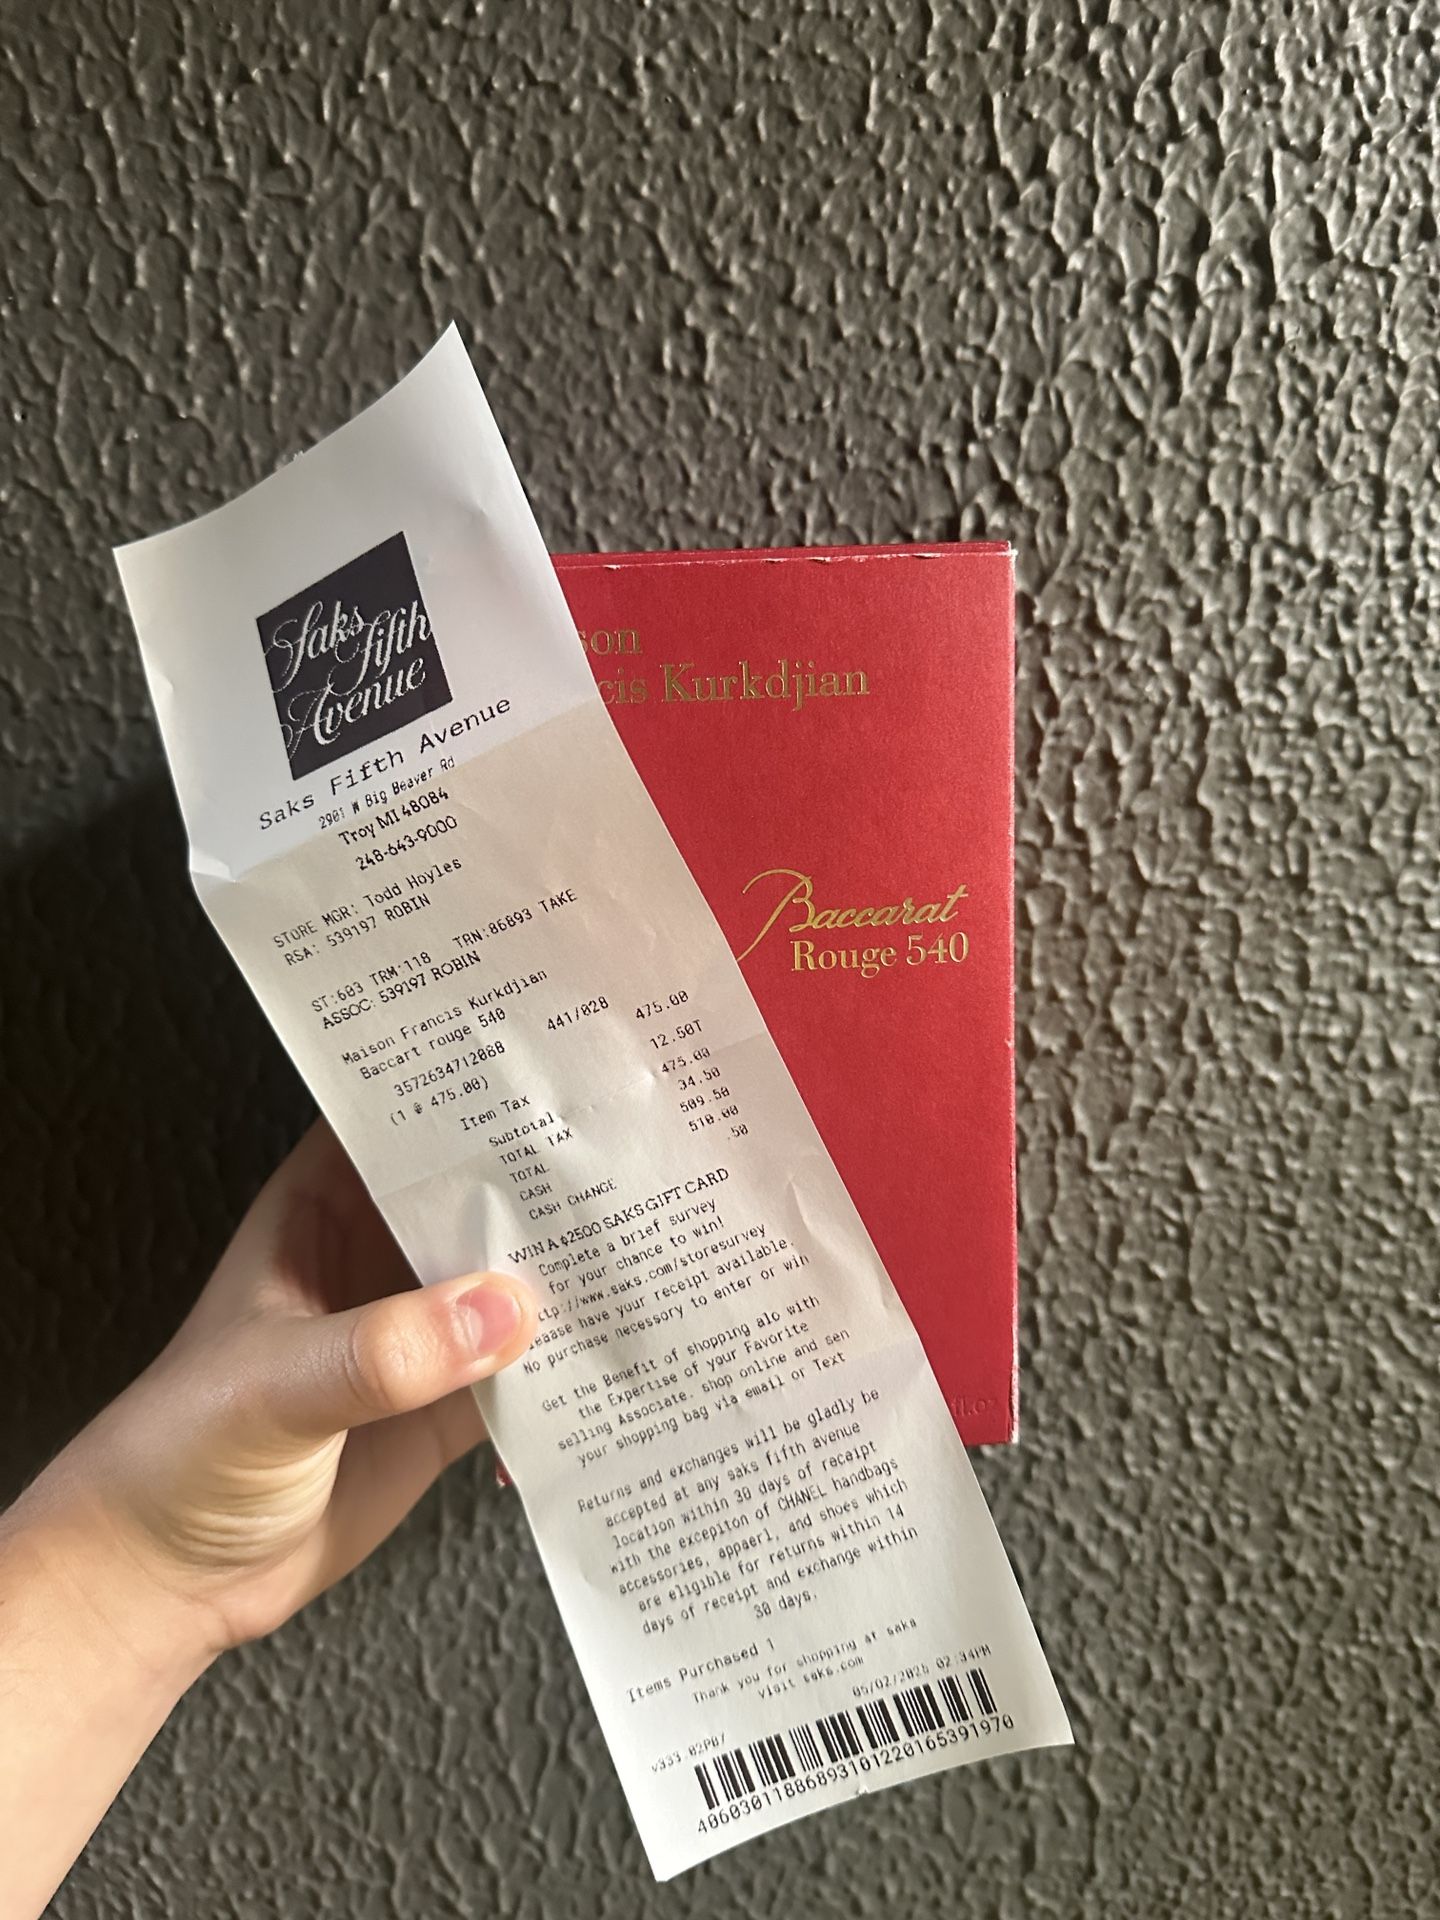 Saks
fifth
Avenue
Saks Fifth Avenue
2901 W Big Beaver Rd
Troy MI 48084
248-643-9000
STORE MGR: Todd Hoyles
RSA: 539197 ROBIN
ST:603 TRM:118 TRN:86893 TAKE
ASSOC: 539197 ROBIN
Maison Francis Kurkdjian
Baccart rouge 540
3572634712088 441/028 475.00
(1 @ 475.00)
Item Tax 12.50T
Subtotal 475.00
TOTAL TAX 34.50
TOTAL 509.50
CASH 510.00
CASH CHANGE .50
WIN A $2500 SAKS GIFT CARD
Complete a brief survey
for your chance to win!
ttp://www.saks.com/storesurvey
leaase have your receipt available.
No purchase necessary to enter or win
Get the Benefit of shopping alo with
the Expertise of your Favorite
selling Associate. shop online and sen
your shopping bag via email or Text
Returns and exchanges will be gladly be
accepted at any saks fifth avenue
location within 30 days of receipt
with the excepiton of CHANEL handbags
accessories, appaerl, and shoes which
are eligible for returns within 14
days of receipt and exchange within
30 days.
Items Purchased 1
Thank you for shopping at saks
visit saks.com
05/02/2026 02:34PM
v333.02P07
40603011886893101220165391970
son
cis Kurkdjian
Baccarat
Rouge 540
fl.oz